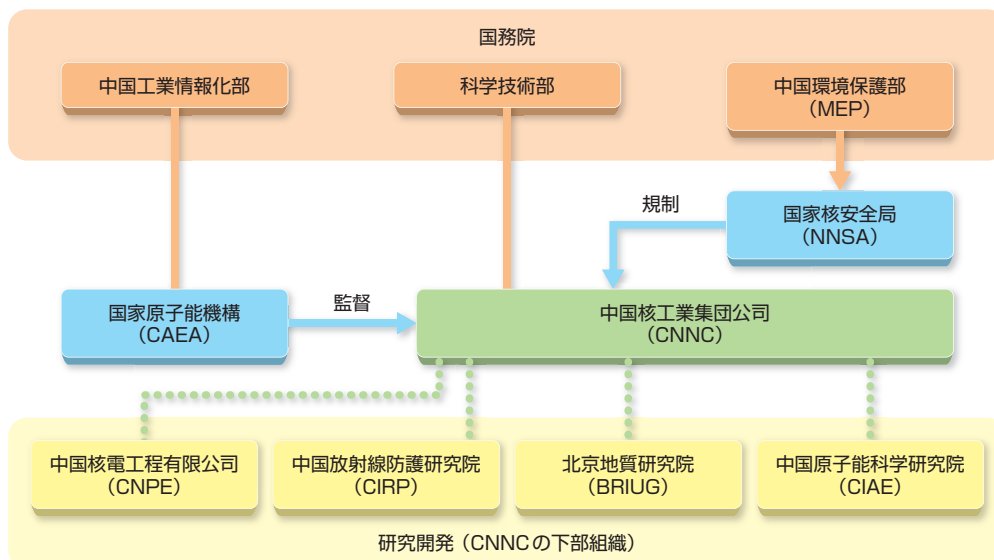 国務院
中国工業情報化部
科学技術部
中国環境保護部
（MEP）
規制
国家核安全局
（NNSA）
国家原子能機構
（CAEA）
監督
中国核工業集団公司
（CNNC）
中国核電工程有限公司
（CNPE）
中国放射線防護研究院
（CIRP）
北京地質研究院
（BRIUG）
中国原子能科学研究院
（CIAE）
研究開発（CNNCの下部組織）